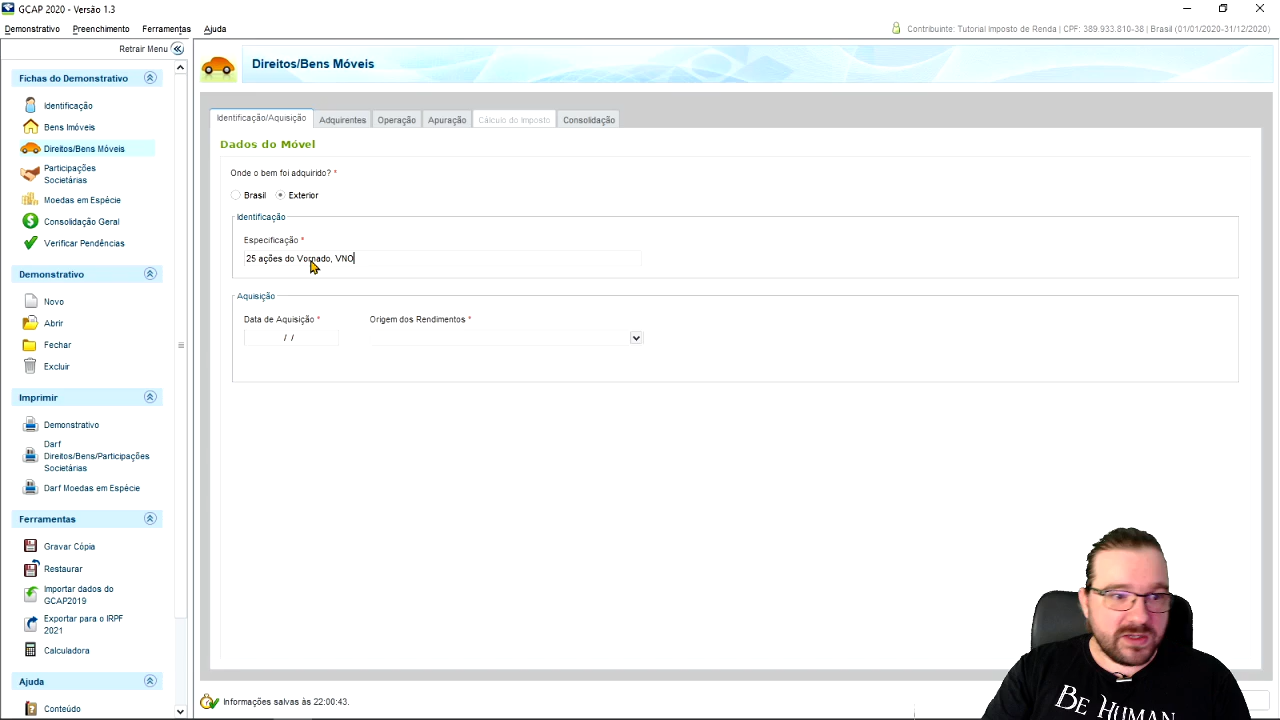 GCAP 2020 - Versão 1.3
Demonstrativo Preenchimento Ferramentas Ajuda
Contribuinte: Tutorial Imposto de Renda | CPF: 389.933.810-38 | Brasil (01/01/2020-31/12/2020)
Retrair Menu
Fichas do Demonstrativo
Identificação
Bens Imóveis
Direitos/Bens Móveis
Participações
Societárias
Moedas em Espécie
Consolidação Geral
Verificar Pendências
Demonstrativo
Novo
Abrir
Fechar
Excluir
Imprimir
Demonstrativo
Darf
Direitos/Bens/Participações
Societárias
Darf Moedas em Espécie
Ferramentas
Gravar Cópia
Restaurar
Importar dados do
GCAP2019
Exportar para o IRPF
2021
Calculadora
Ajuda
Conteúdo
Direitos/Bens Móveis
Identificação/Aquisição Adquirentes Operação Apuração Cálculo do Imposto Consolidação
Dados do Móvel
Onde o bem foi adquirido? *
Brasil Exterior
Identificação
Especificação *
25 ações do Vornado, VNO
Aquisição
Data de Aquisição * Origem dos Rendimentos *
/ /
Informações salvas às 22:00:43.
BE HUMAN